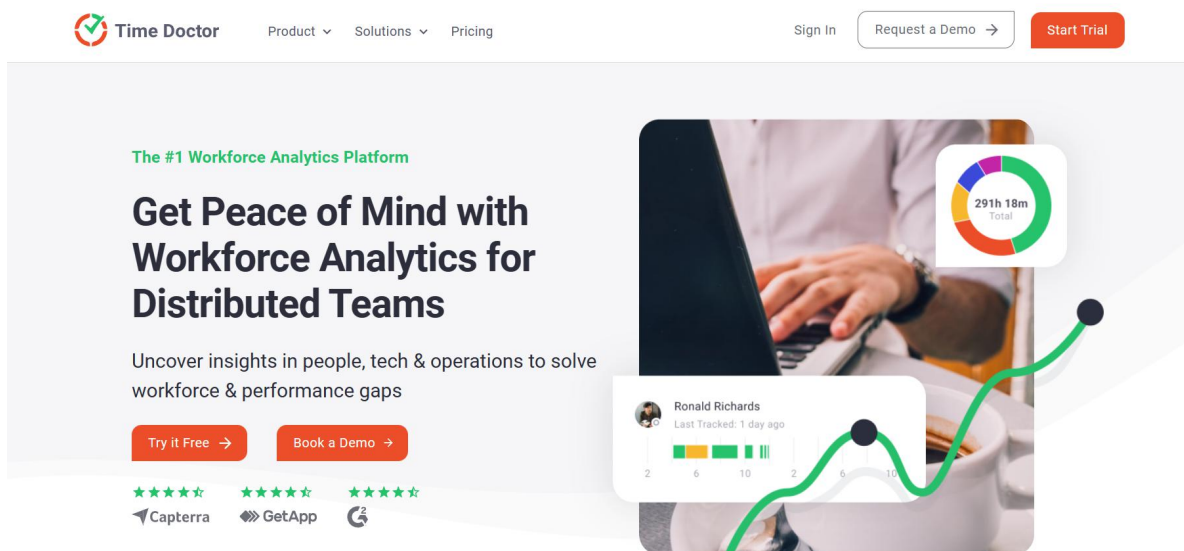 Time Doctor
Product
Solutions
Pricing
Sign In
Request a Demo
Start Trial
The #1 Workforce Analytics Platform
Get Peace of Mind with
Workforce Analytics for
Distributed Teams
Uncover insights in people, tech & operations to solve
workforce & performance gaps
Try it Free
Book a Demo
Capterra
GetApp
G2
291h 18m
Total
Ronald Richards
Last Tracked: 1 day ago
2 6 10 2 6 10